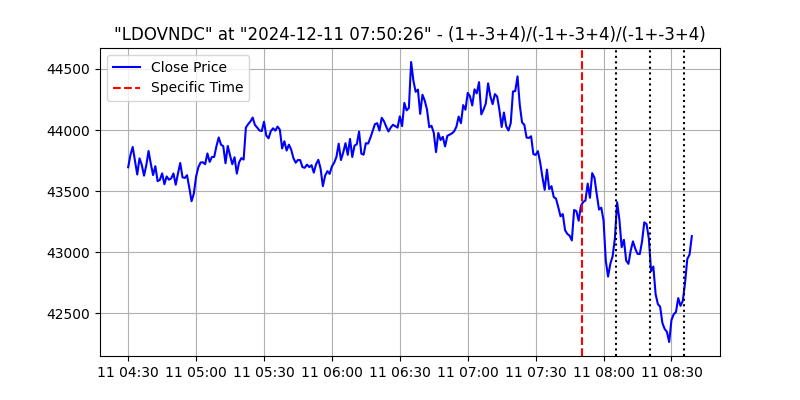 "LDOVNDC" at "2024-12-11 07:50:26" - (1+-3+4)/(-1+-3+4)/(-1+-3+4)
Close Price
Specific Time
44500
44000
43500
43000
42500
11 04:30 11 05:00 11 05:30 11 06:00 11 06:30 11 07:00 11 07:30 11 08:00 11 08:30